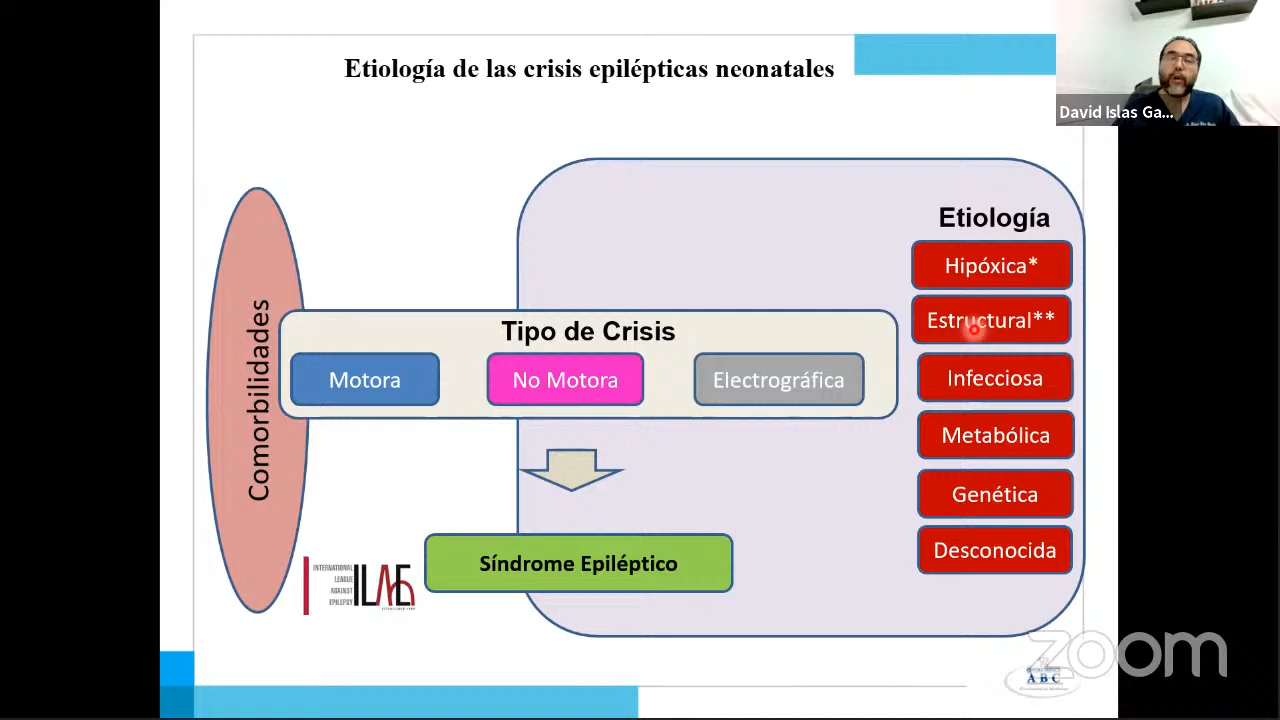 Etiología de las crisis epilépticas neonatales
David Islas Ga...
Etiología
Hipóxica*
Estructural**
Infecciosa
Metabólica
Genética
Desconocida
Tipo de Crisis
Motora
No Motora
Electrográfica
Comorbilidades
Síndrome Epiléptico
INTERNATIONAL
LEAGUE
AGAINST
EPILEPSY
ILAE
zoom
ABC